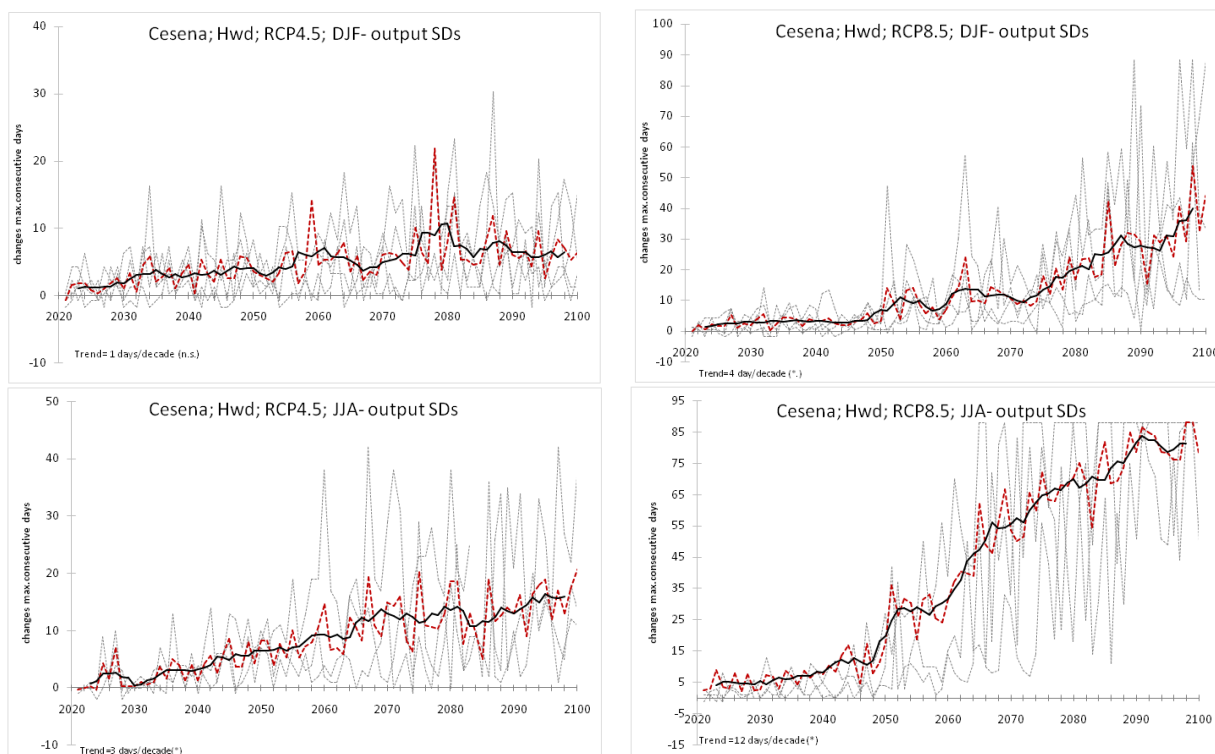 Cesena; Hwd; RCP4.5; DJF- output SDs
changes max.consecutive days
40
30
20
10
0
-10
2020 2030 2040 2050 2060 2070 2080 2090 2100
Trend= 1 days/decade (n.s.)
Cesena; Hwd; RCP8.5; DJF- output SDs
changes max.consecutive days
100
90
80
70
60
50
40
30
20
10
0
-10
2020 2030 2040 2050 2060 2070 2080 2090 2100
Trend=4 day/decade (*.)
Cesena; Hwd; RCP4.5; JJA- output SDs
changes max.consecutive days
50
40
30
20
10
0
-10
2020 2030 2040 2050 2060 2070 2080 2090 2100
Trend=3 days/decade(*)
Cesena; Hwd; RCP8.5; JJA- output SDs
changes max.consecutive days
95
85
75
65
55
45
35
25
15
5
-5
-15
2021 2030 2040 2050 2060 2070 2080 2090 2100
Trend =12 days/decade(*)